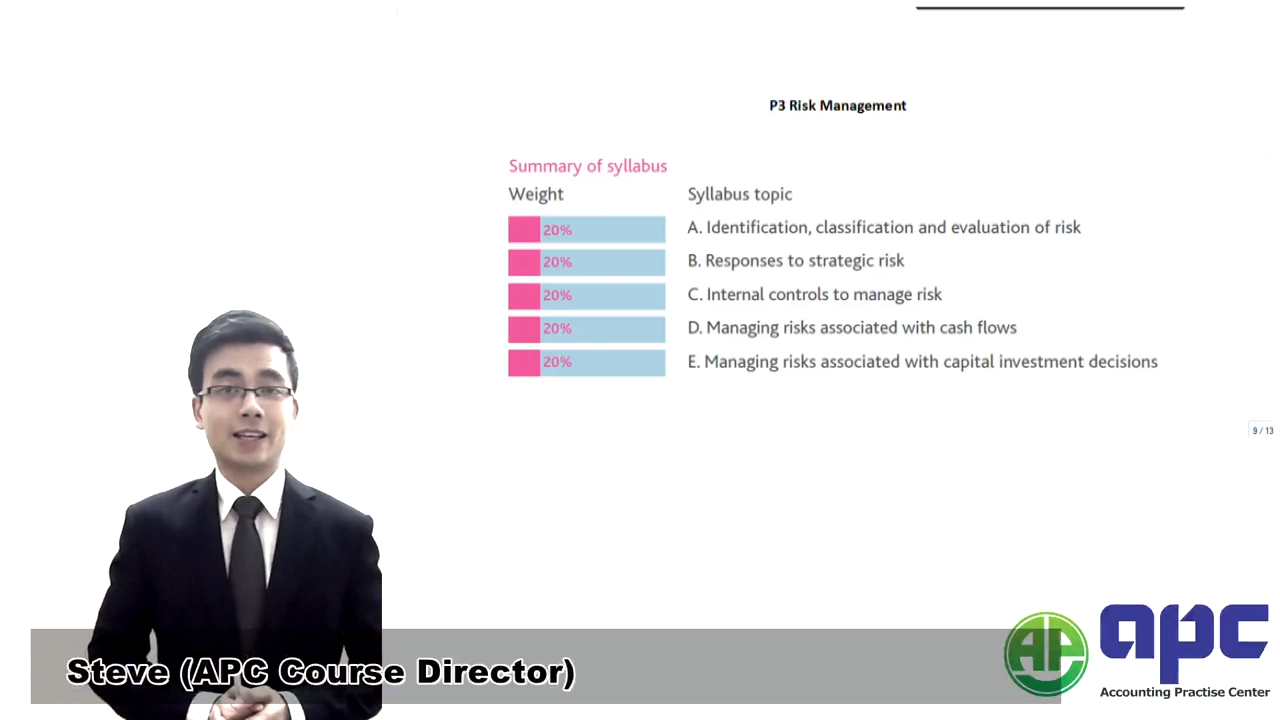 P3 Risk Management
Summary of syllabus
Weight Syllabus topic
20% A. Identification, classification and evaluation of risk
20% B. Responses to strategic risk
20% C. Internal controls to manage risk
20% D. Managing risks associated with cash flows
20% E. Managing risks associated with capital investment decisions
9 / 13
Steve (APC Course Director)
AP apc
Accounting Practise Center